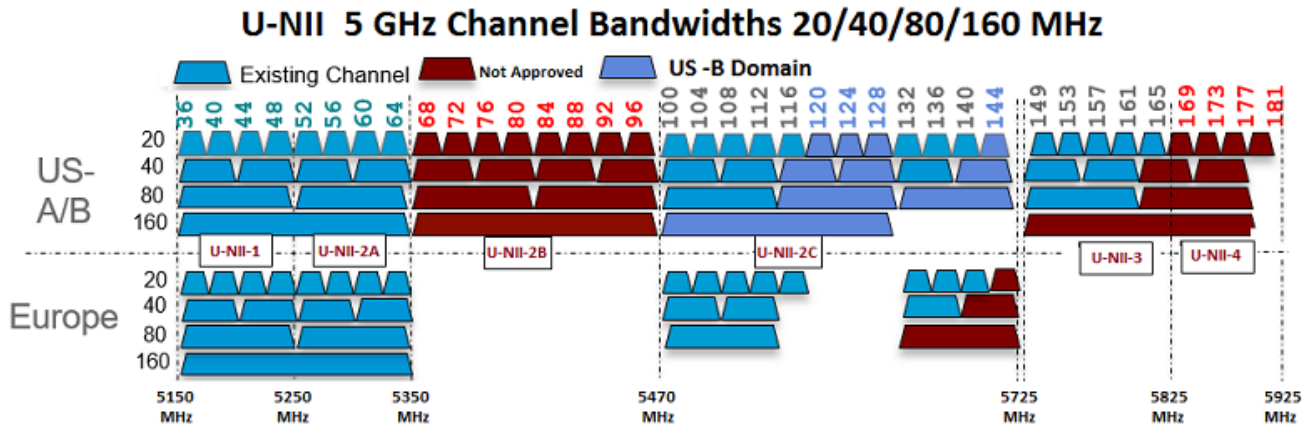 U-NII 5 GHz Channel Bandwidths 20/40/80/160 MHz
Existing Channel Not Approved US -B Domain
36 40 44 48 52 56 60 64 68 72 76 80 84 88 92 96 100 104 108 112 116 120 124 128 132 136 140 144 149 153 157 161 165 169 173 177 181
US-
A/B
20
40
80
160
U-NII-1 U-NII-2A U-NII-2B U-NII-2C U-NII-3 U-NII-4
Europe
20
40
80
160
5150 5250 5350 5470 5725 5825 5925
MHz MHz MHz MHz MHz MHz MHz